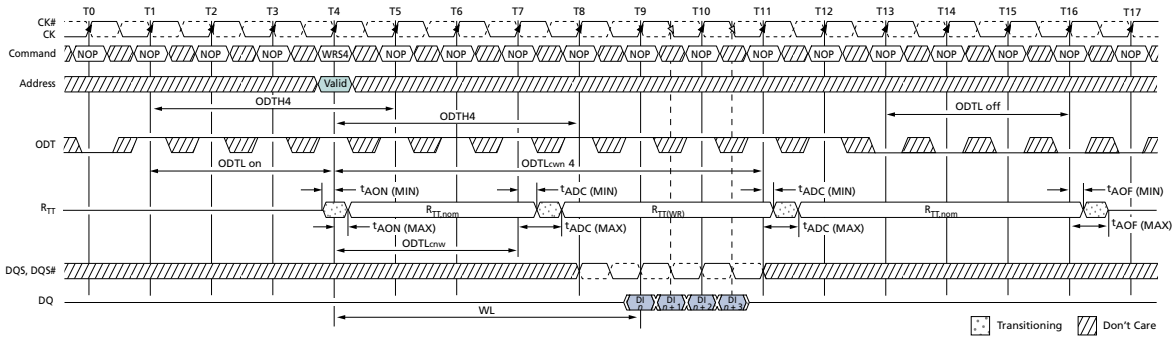 T0 T1 T2 T3 T4 T5 T6 T7 T8 T9 T10 T11 T12 T13 T14 T15 T16 T17
CK#
CK
Command NOP NOP NOP NOP WRS4 NOP NOP NOP NOP NOP NOP NOP NOP NOP NOP NOP NOP NOP
Address Valid
ODTH4 ODTL off
ODTH4
ODT
ODTL on ODTLcwn 4
tAON (MIN) tADC (MIN) tADC (MIN) tAOF (MIN)
RTT RTT,nom RTT(WR) RTT,nom
tAON (MAX) tADC (MAX) tADC (MAX) tAOF (MAX)
ODTLcnw
DQS, DQS#
DQ DI n DI n + 1 DI n + 2 DI n + 3
WL
Transitioning Don't Care